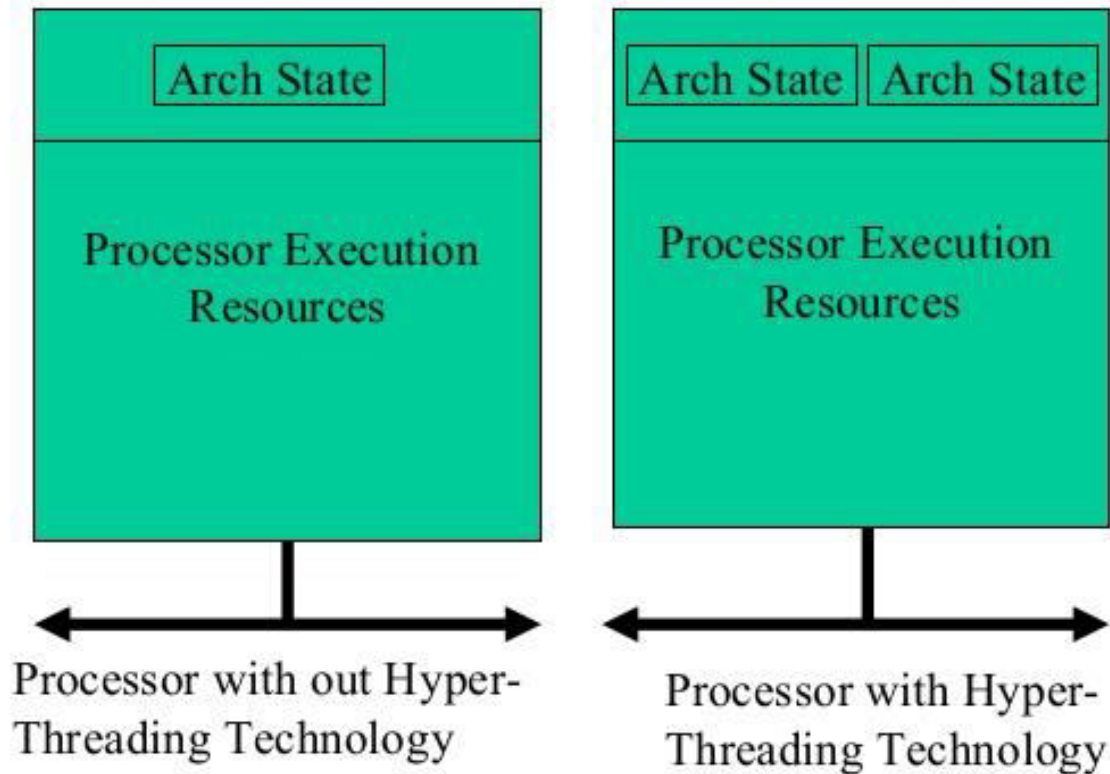 Arch State
Processor Execution
Resources
Processor with out Hyper-
Threading Technology
Arch State Arch State
Processor Execution
Resources
Processor with Hyper-
Threading Technology